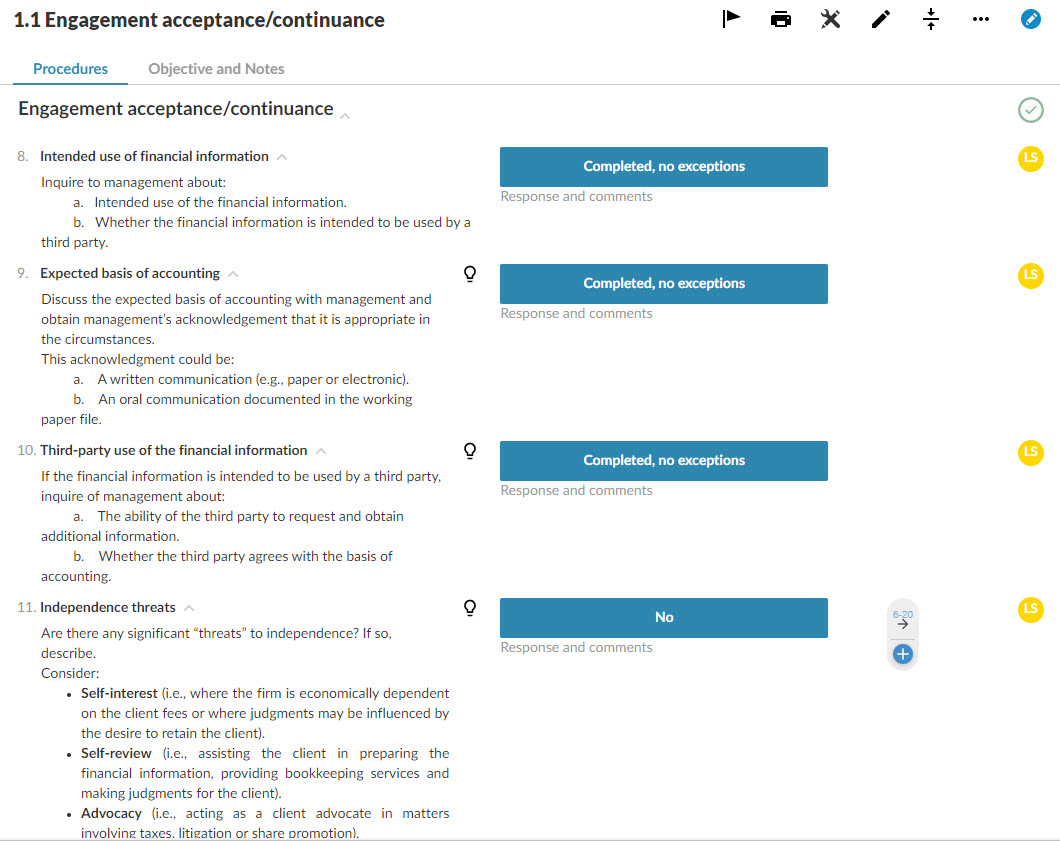 1.1 Engagement acceptance/continuance
Procedures
Objective and Notes
Engagement acceptance/continuance
8. Intended use of financial information
Completed, no exceptions
LS
Response and comments
Inquire to management about:
a. Intended use of the financial information.
b. Whether the financial information is intended to be used by a
third party.
9. Expected basis of accounting
Completed, no exceptions
LS
Response and comments
Discuss the expected basis of accounting with management and
obtain management's acknowledgement that it is appropriate in
the circumstances.
This acknowledgment could be:
a. A written communication (e.g., paper or electronic).
b. An oral communication documented in the working
paper file.
10. Third-party use of the financial information
Completed, no exceptions
LS
Response and comments
If the financial information is intended to be used by a third party,
inquire of management about:
a. The ability of the third party to request and obtain
additional information.
b. Whether the third party agrees with the basis of
accounting.
11. Independence threats
No
6-20
LS
Response and comments
Are there any significant “threats” to independence? If so,
describe.
Consider:
• Self-interest (i.e., where the firm is economically dependent
on the client fees or where judgments may be influenced by
the desire to retain the client).
• Self-review (i.e., assisting the client in preparing the
financial information, providing bookkeeping services and
making judgments for the client).
• Advocacy (i.e., acting as a client advocate in matters
involving taxes, litigation or share promotion).